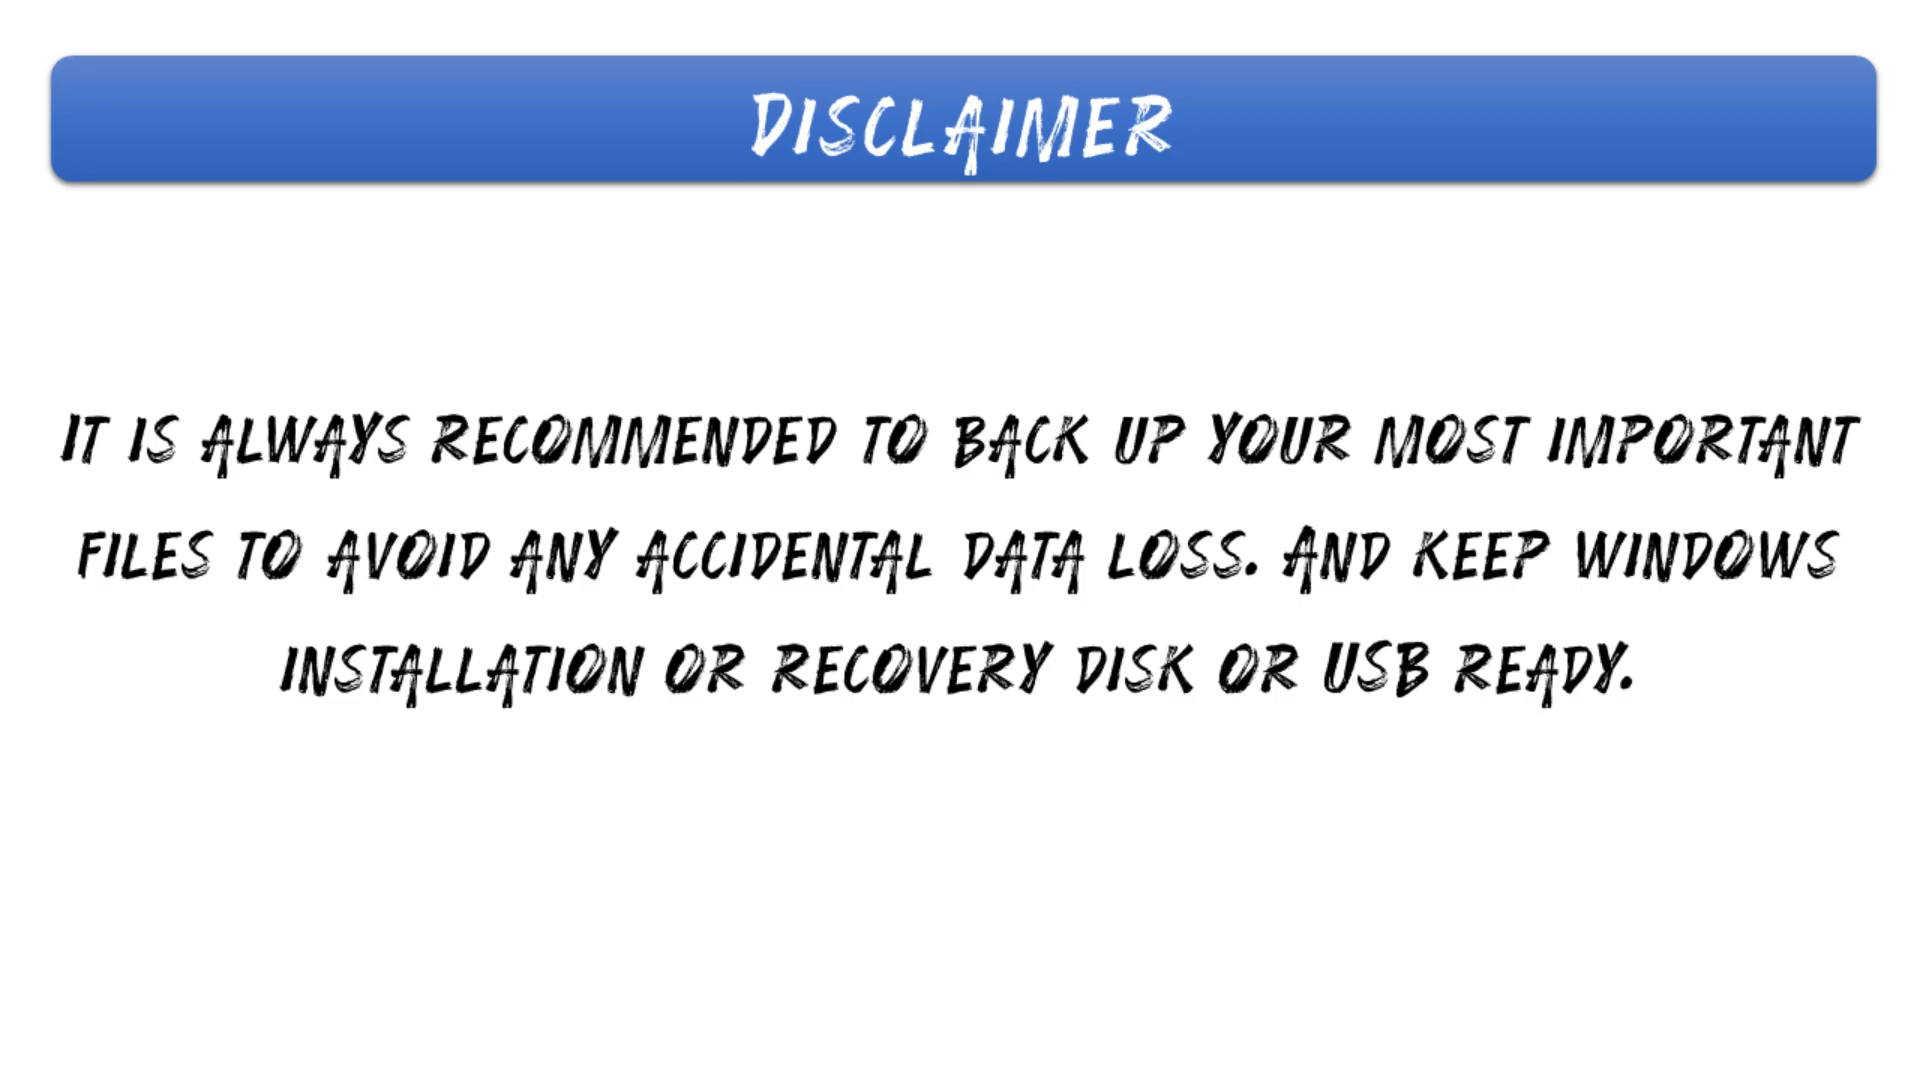 DISCLAIMER
IT IS ALWAYS RECOMMENDED TO BACK UP YOUR MOST IMPORTANT
FILES TO AVOID ANY ACCIDENTAL DATA LOSS. AND KEEP WINDOWS
INSTALLATION OR RECOVERY DISK OR USB READY.